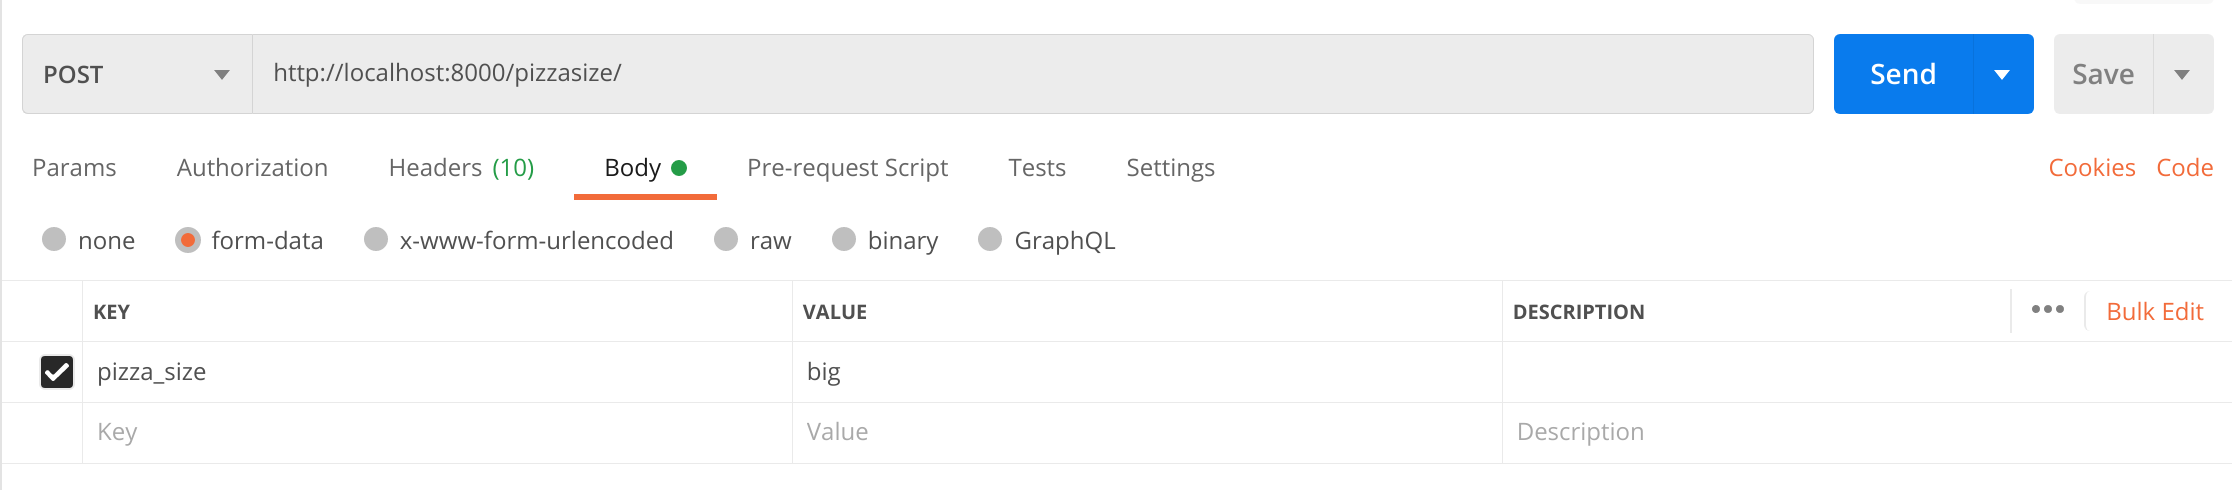 POST http://localhost:8000/pizzasize/ Send Save
Params Authorization Headers (10) Body Pre-request Script Tests Settings Cookies Code
none form-data x-www-form-urlencoded raw binary GraphQL
KEY VALUE DESCRIPTION ••• Bulk Edit
pizza_size big
Key Value Description